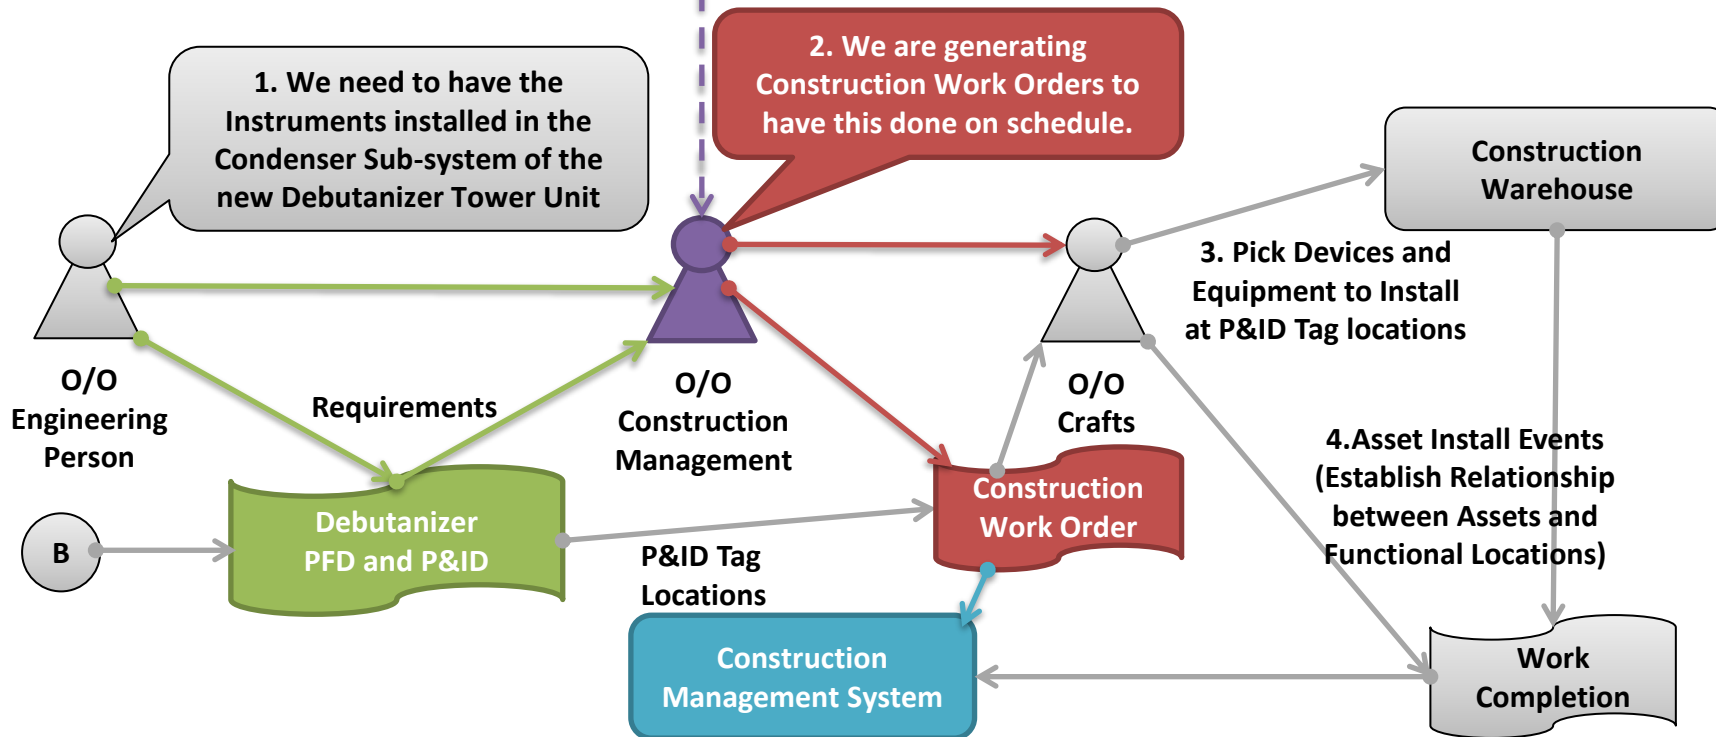 1. We need to have the
Instruments installed in the
Condenser Sub-system of the
new Debutanizer Tower Unit
2. We are generating
Construction Work Orders to
have this done on schedule.
Construction
Warehouse
3. Pick Devices and
Equipment to Install
at P&ID Tag locations
O/O
Engineering
Person
Requirements
O/O
Construction
Management
O/O
Crafts
4.Asset Install Events
(Establish Relationship
between Assets and
Functional Locations)
B
Debutanizer
PFD and P&ID
P&ID Tag
Locations
Construction
Work Order
Construction
Management System
Work
Completion